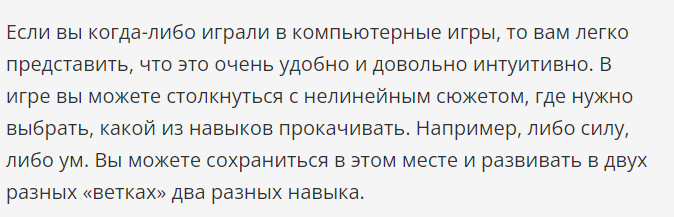 Если вы когда-либо играли в компьютерные игры, то вам легко
представить, что это очень удобно и довольно интуитивно. В
игре вы можете столкнуться с нелинейным сюжетом, где нужно
выбрать, какой из навыков прокачивать. Например, либо силу,
либо ум. Вы можете сохраниться в этом месте и развивать в двух
разных «ветках» два разных навыка.